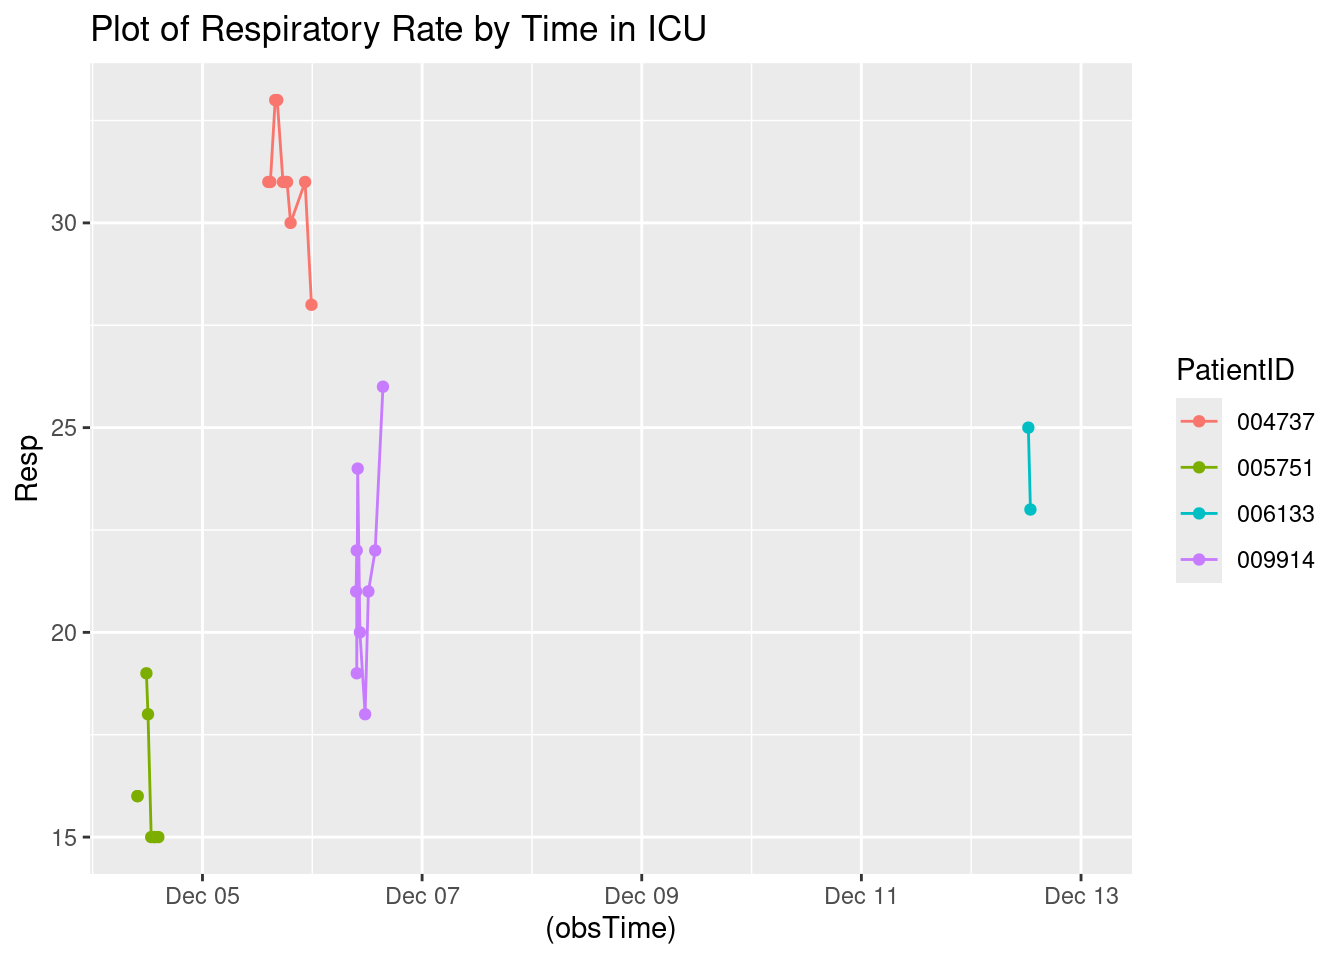 Plot of Respiratory Rate by Time in ICU
Resp
30
25
20
15
Dec 05
Dec 07
Dec 09
Dec 11
Dec 13
(obsTime)
PatientID
004737
005751
006133
009914